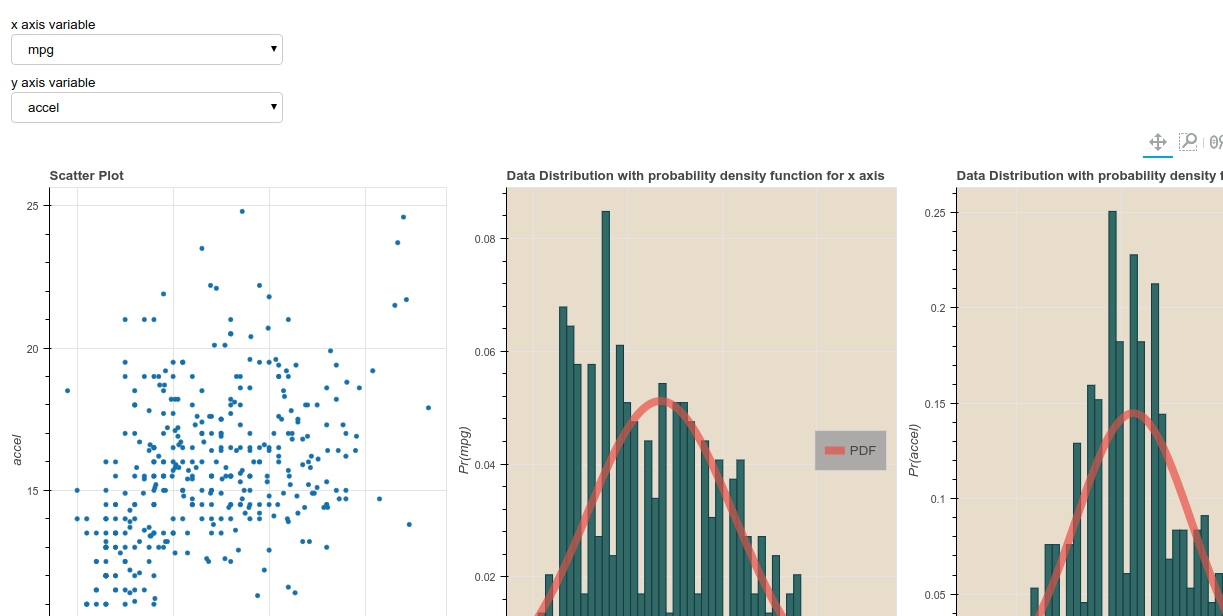 x axis variable
mpg
y axis variable
accel
Scatter Plot
25
20
15
accel
Data Distribution with probability density function for x axis
0.08
0.06
0.04
0.02
Pr(mpg)
PDF
Data Distribution with probability density f
0.25
0.2
0.15
0.1
0.05
Pr(accel)